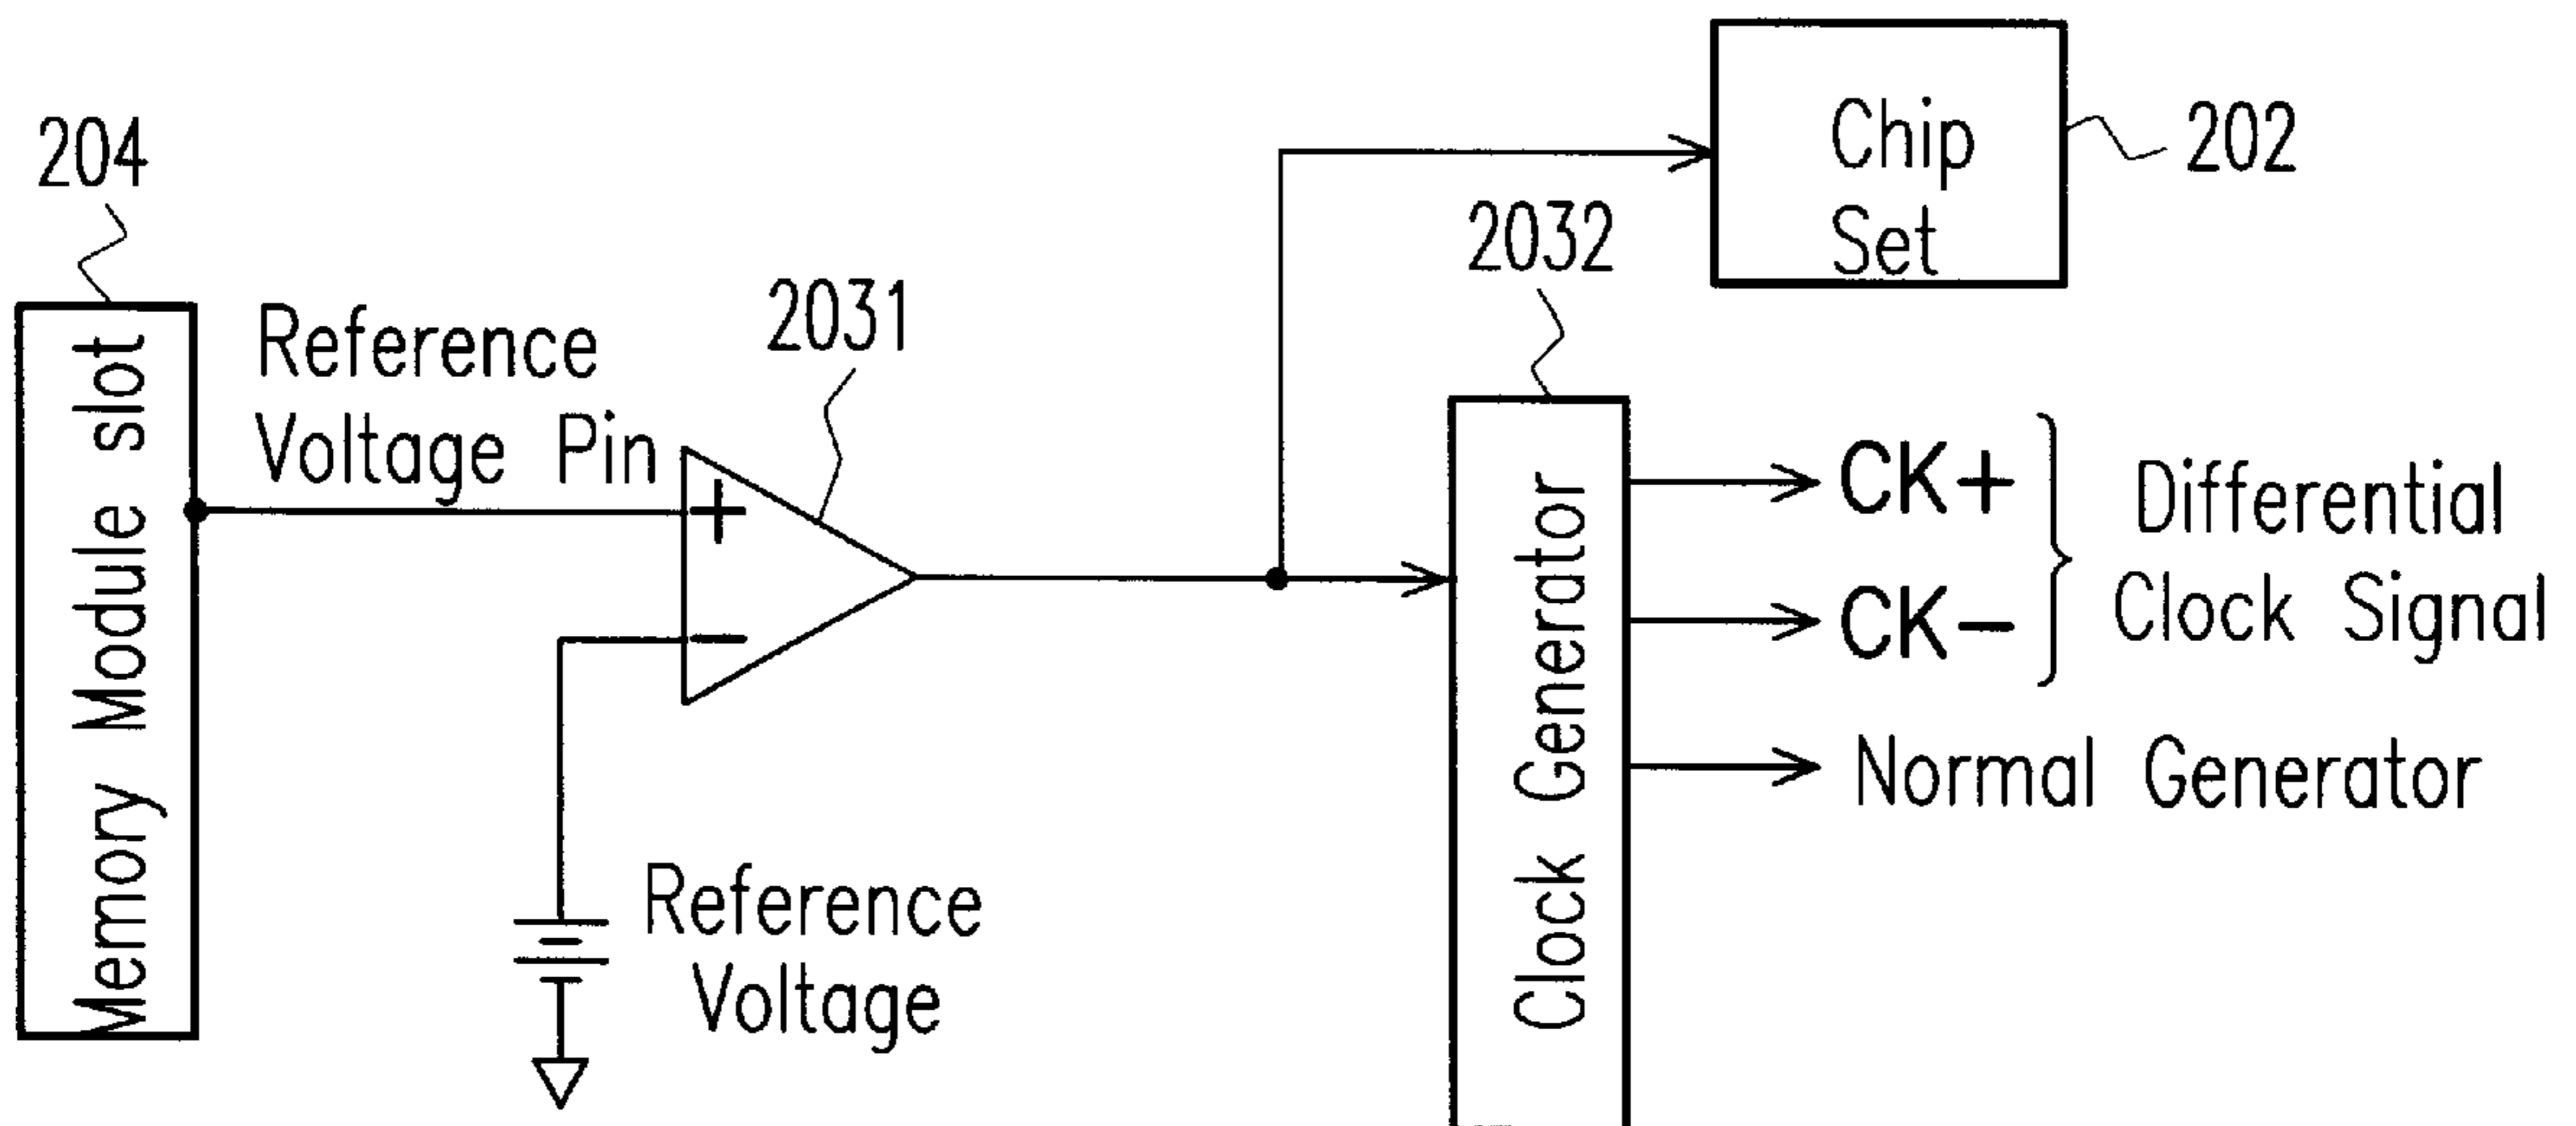 204
Memory Module slot
Reference
Voltage Pin
2031
+
−
Reference
Voltage
Chip
Set
202
2032
Clock Generator
CK+
CK−
Differential
Clock Signal
Normal Generator